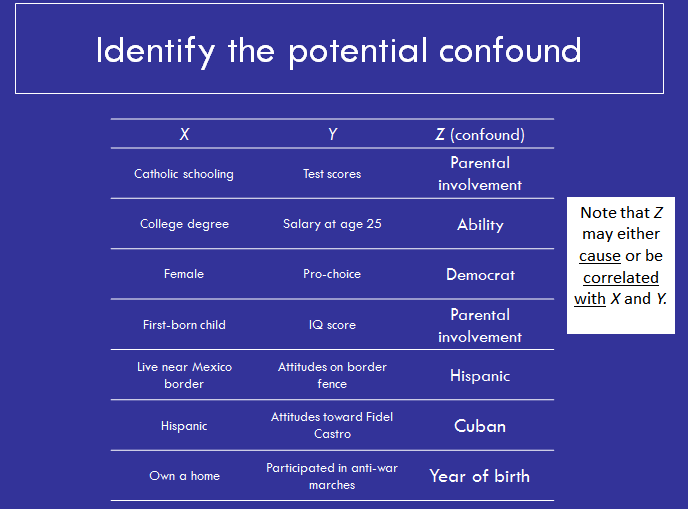 Identify the potential confound
X Y Z (confound)
Catholic schooling Test scores Parental involvement
College degree Salary at age 25 Ability
Female Pro-choice Democrat
First-born child IQ score Parental involvement
Live near Mexico border Attitudes on border fence Hispanic
Hispanic Attitudes toward Fidel Castro Cuban
Own a home Participated in anti-war marches Year of birth
Note that Z
may either
cause or be
correlated
with X and Y.